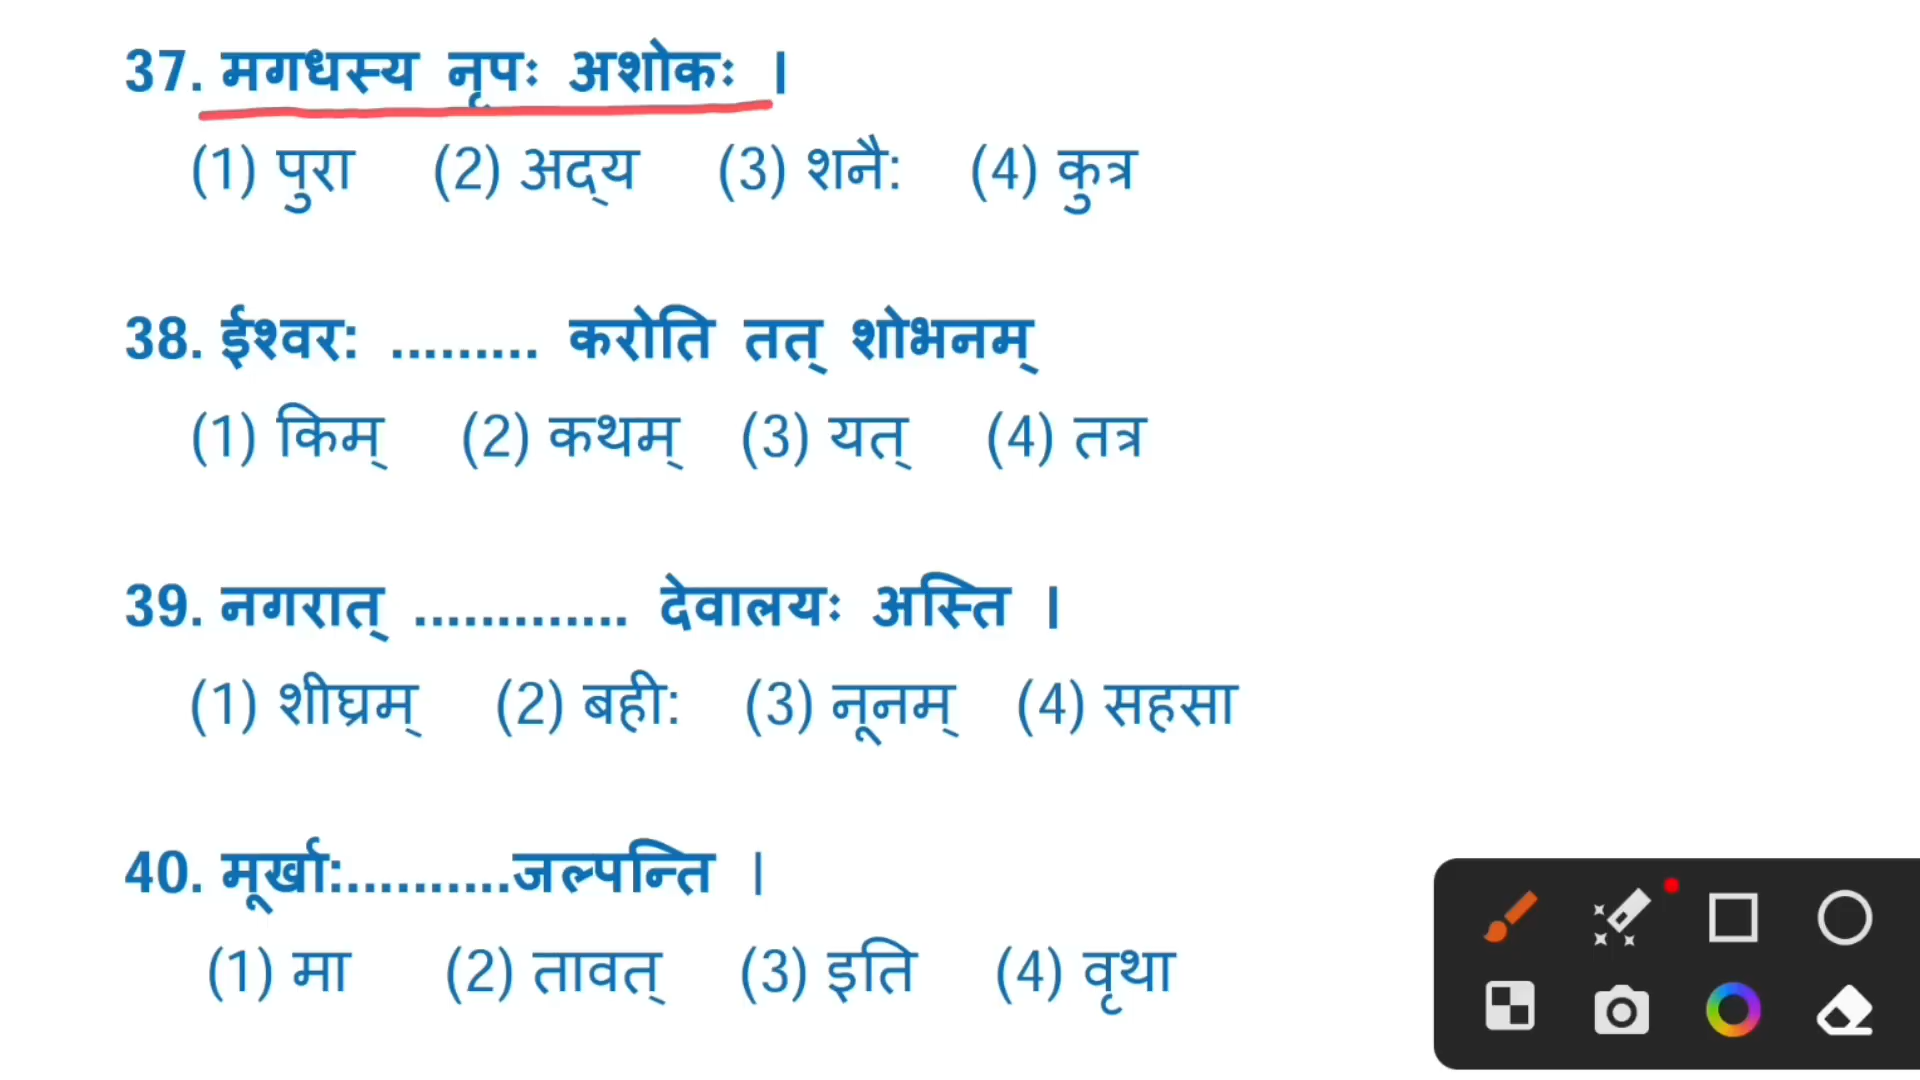 37. मगधस्य नृपः अशोकः ।
(1) पुरा (2) अद्‌य (3) शनै: (4) कुत्र
38. ईश्वर: ......... करोति तत् शोभनम्
(1) किम् (2) कथम् (3) यत् (4) तत्र
39. नगरात् ............. देवालयः अस्ति ।
(1) शीघ्रम् (2) बही: (3) नूनम् (4) सहसा
40. मूर्खा:..........जल्पन्ति ।
(1) मा (2) तावत् (3) इति (4) वृथा